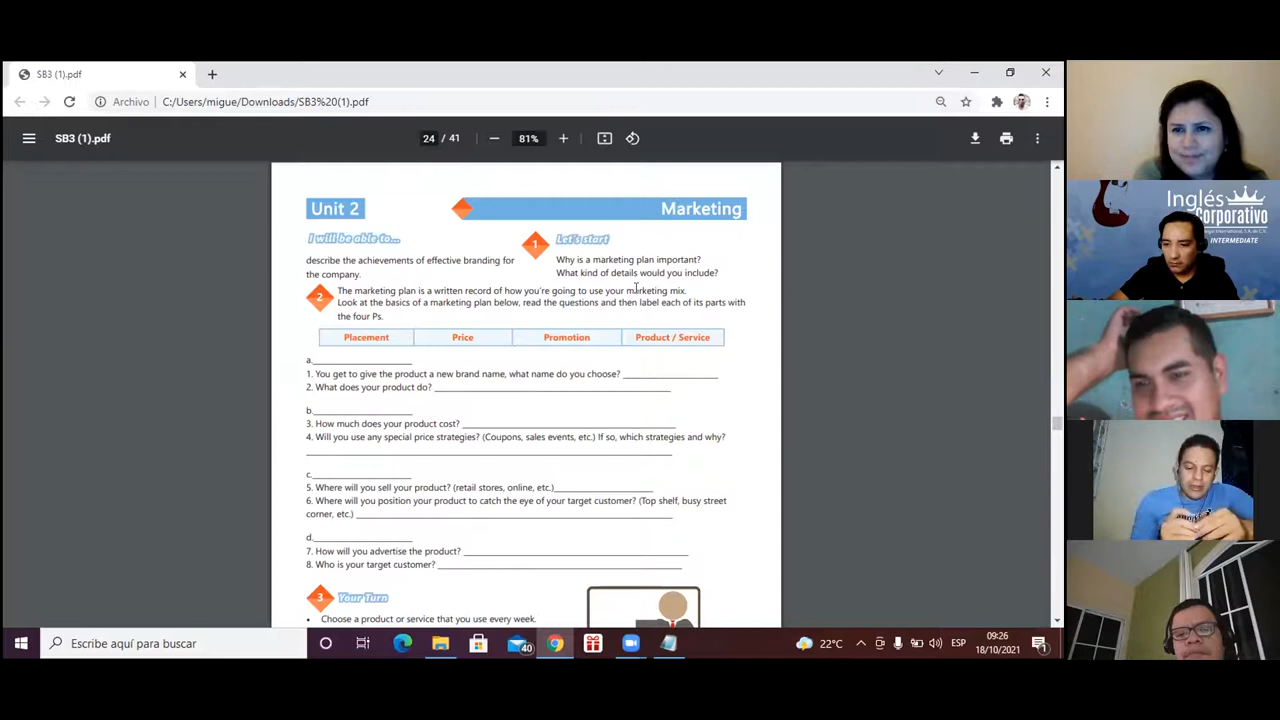 SB3 (1).pdf
Archivo
C:/Users/migue/Downloads/SB3%20(1).pdf
SB3 (1).pdf
24 / 41
81%
Unit 2
Marketing
I will be able to...
describe the achievements of effective branding for
the company.
1
Let's start
Why is a marketing plan important?
What kind of details would you include?
2
The marketing plan is a written record of how you're going to use your marketing mix.
Look at the basics of a marketing plan below, read the questions and then label each of its parts with
the four Ps.
Placement
Price
Promotion
Product / Service
a.
1. You get to give the product a new brand name, what name do you choose?
2. What does your product do?
b.
3. How much does your product cost?
4. Will you use any special price strategies? (Coupons, sales events, etc.) If so, which strategies and why?
c.
5. Where will you sell your product? (retail stores, online, etc.)
6. Where will you position your product to catch the eye of your target customer? (Top shelf, busy street
corner, etc.)
d.
7. How will you advertise the product?
8. Who is your target customer?
3
Your Turn
• Choose a product or service that you use every week.
Inglés
Corporativo
INTERMEDIATE
Escribe aquí para buscar
40
22°C
ESP
09:26
18/10/2021
1